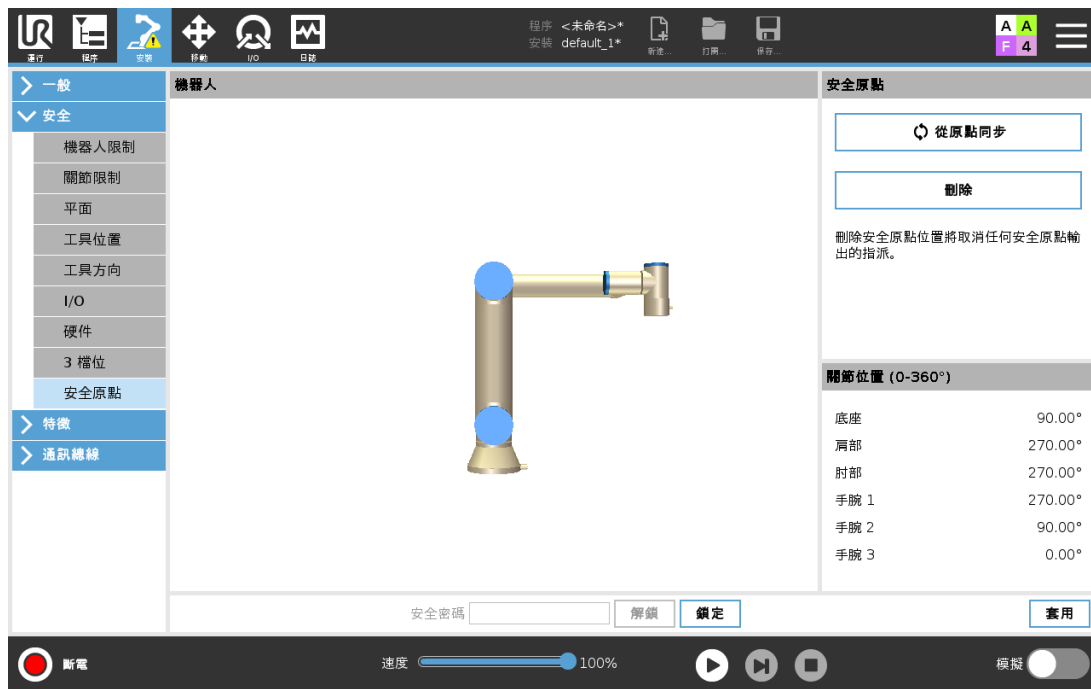 程序 <未命名>*
安裝 default_1*
運行
程序
安裝
移動
I/O
日誌
新建...
打開...
保存...
A A
F 4
一般
安全
機器人限制
關節限制
平面
工具位置
工具方向
I/O
硬件
3 檔位
安全原點
特徵
通訊總線
機器人
安全原點
從原點同步
刪除
刪除安全原點位置將取消任何安全原點輸
出的指派。
關節位置 (0-360°)
底座 90.00°
肩部 270.00°
肘部 270.00°
手腕 1 270.00°
手腕 2 90.00°
手腕 3 0.00°
安全密碼 解鎖 鎖定 套用
斷電 速度 100% 模擬